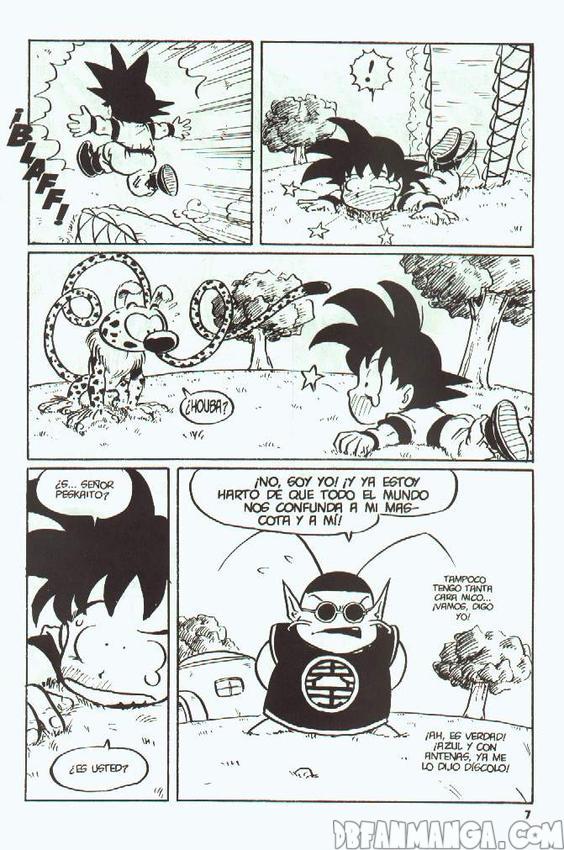 ¡BLAFF!
!
¿HOUBA?
¿S... SEÑOR
PESKAITO?
¿ES USTED?
¡NO, SOY YO! ¡Y YA ESTOY
HARTO DE QUE TODO EL MUNDO
NOS CONFUNDA A MI MAS-
COTA Y A MÍ!
TAMPOCO
TENGO TANTA
CARA MICO...
¡VAMOS, DIGO
YO!
¡AH, ES VERDAD!
¡AZUL Y CON
ANTENAS, YA ME
LO DIJO DÍSCOLO!
7
DBFANMANGA.COM